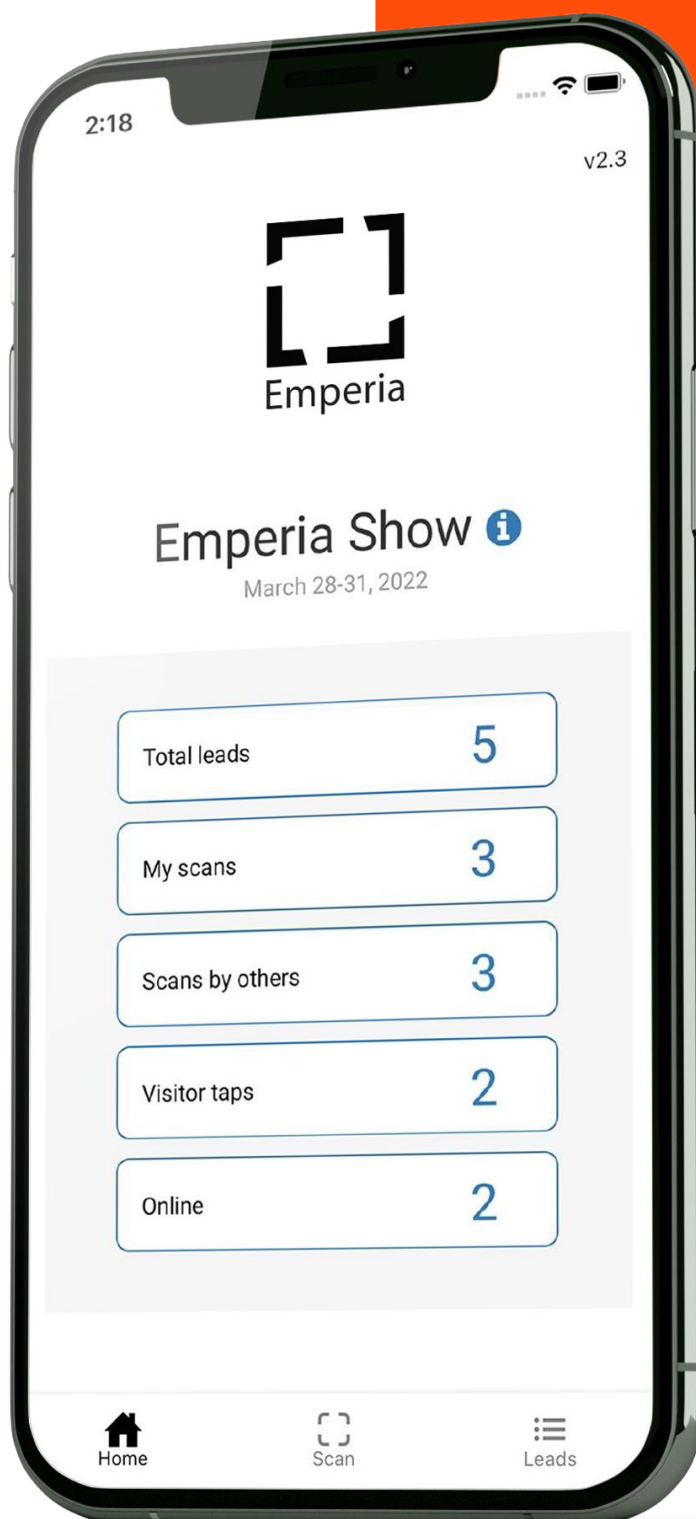 2:18
v2.3
Emperia
Emperia Show i
March 28-31, 2022
Total leads 5
My scans 3
Scans by others 3
Visitor taps 2
Online 2
Home Scan Leads